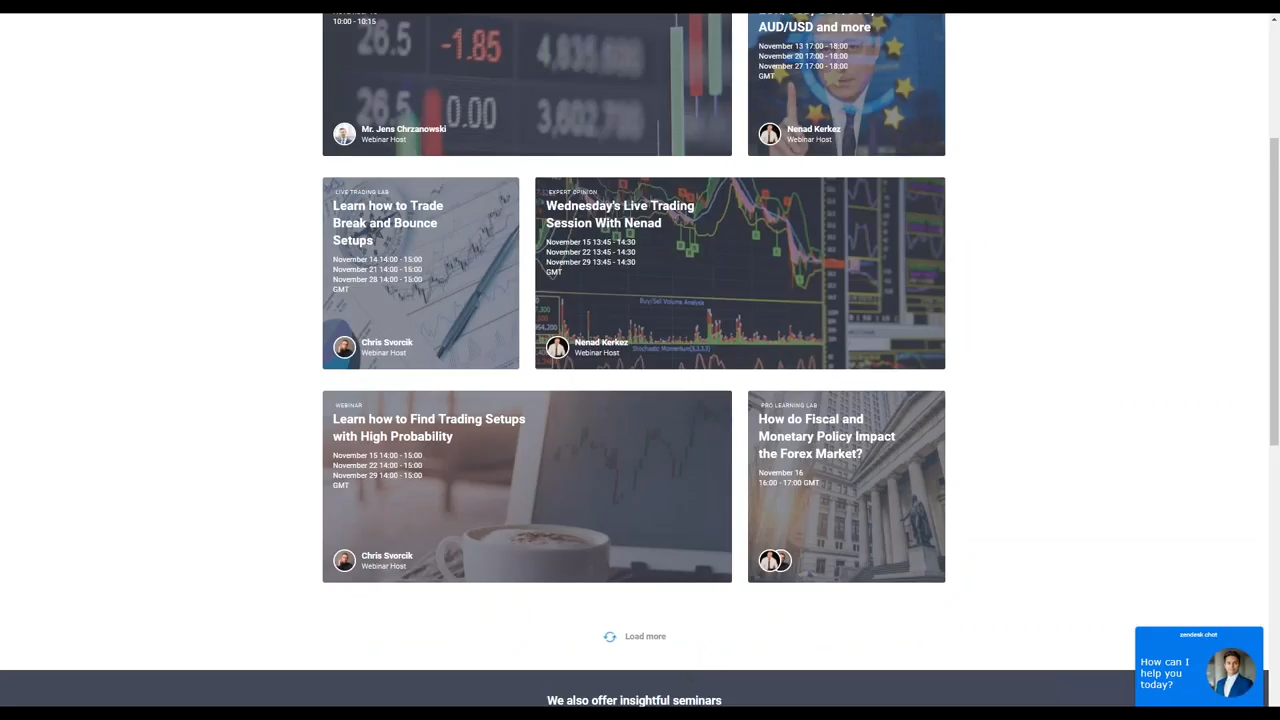 10:00 - 10:15
26.5
-1.85
26.5
0.00
Mr. Jens Chrzanowski
Webinar Host
AUD/USD and more
November 13 17:00 - 18:00
November 20 17:00 - 18:00
November 27 17:00 - 18:00
GMT
Nenad Kerkez
Webinar Host
LIVE TRADING LAB
Learn how to Trade
Break and Bounce
Setups
November 14 14:00 - 15:00
November 21 14:00 - 15:00
November 28 14:00 - 15:00
GMT
Chris Svorcik
Webinar Host
EXPERT OPINION
Wednesday's Live Trading
Session With Nenad
November 15 13:45 - 14:30
November 22 13:45 - 14:30
November 29 13:45 - 14:30
GMT
Buy/Sell Volume Analysis
Nenad Kerkez
Webinar Host
WEBINAR
Learn how to Find Trading Setups
with High Probability
November 15 14:00 - 15:00
November 22 14:00 - 15:00
November 29 14:00 - 15:00
GMT
Chris Svorcik
Webinar Host
PRO LEARNING LAB
How do Fiscal and
Monetary Policy Impact
the Forex Market?
November 16
16:00 - 17:00 GMT
Load more
We also offer insightful seminars
zendesk chat
How can I
help you
today?